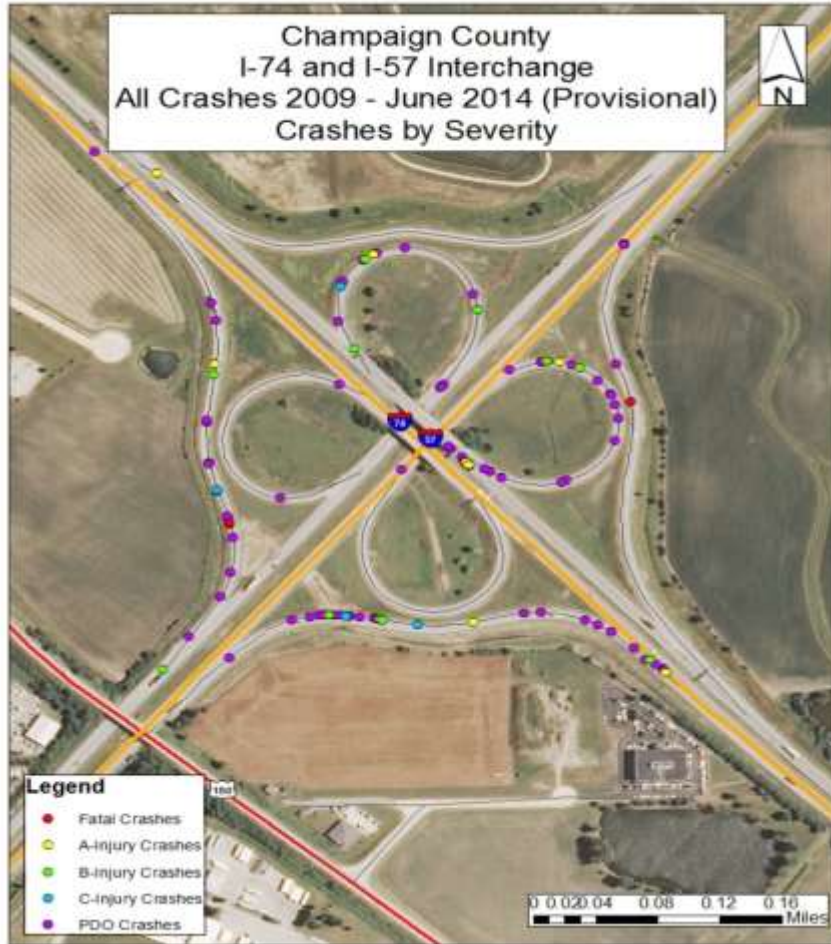 Champaign County
I-74 and I-57 Interchange
All Crashes 2009 - June 2014 (Provisional)
Crashes by Severity
N
74
57
150
Legend
Fatal Crashes
A-injury Crashes
B-injury Crashes
C-injury Crashes
PDO Crashes
0 0.020.04 0.08 0.12 0.16
Miles